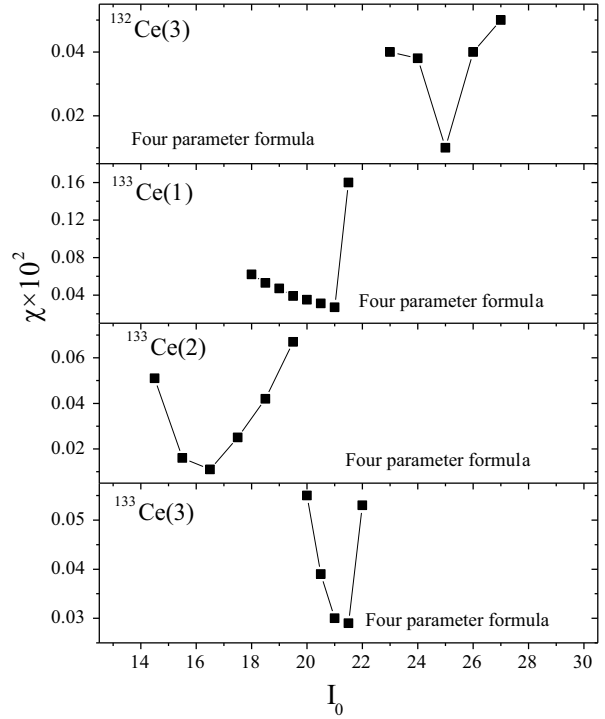 ¹³²Ce(3)
0.04
0.02
Four parameter formula
¹³³Ce(1)
0.16
0.12
0.08
0.04
Four parameter formula
¹³³Ce(2)
0.06
0.04
0.02
Four parameter formula
¹³³Ce(3)
0.05
0.04
0.03
Four parameter formula
χ×10²
14 16 18 20 22 24 26 28 30
I₀